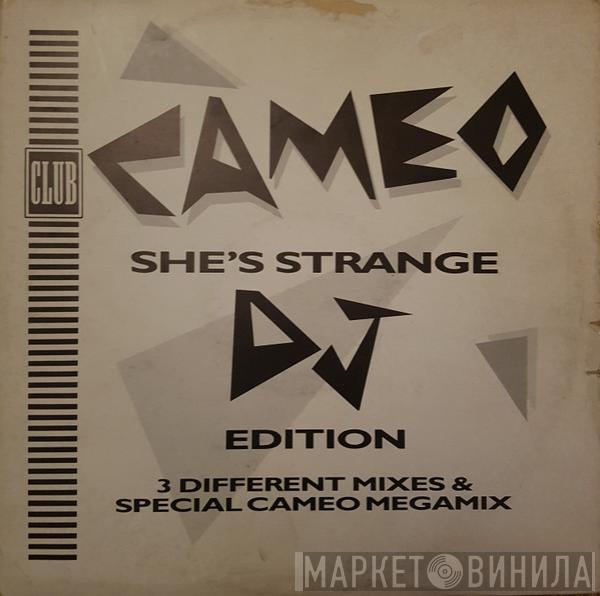 CAMEO
CLUB
SHE'S STRANGE
DJ
EDITION
3 DIFFERENT MIXES &
SPECIAL CAMEO MEGAMIX
МАРКЕТ ВИНИЛА